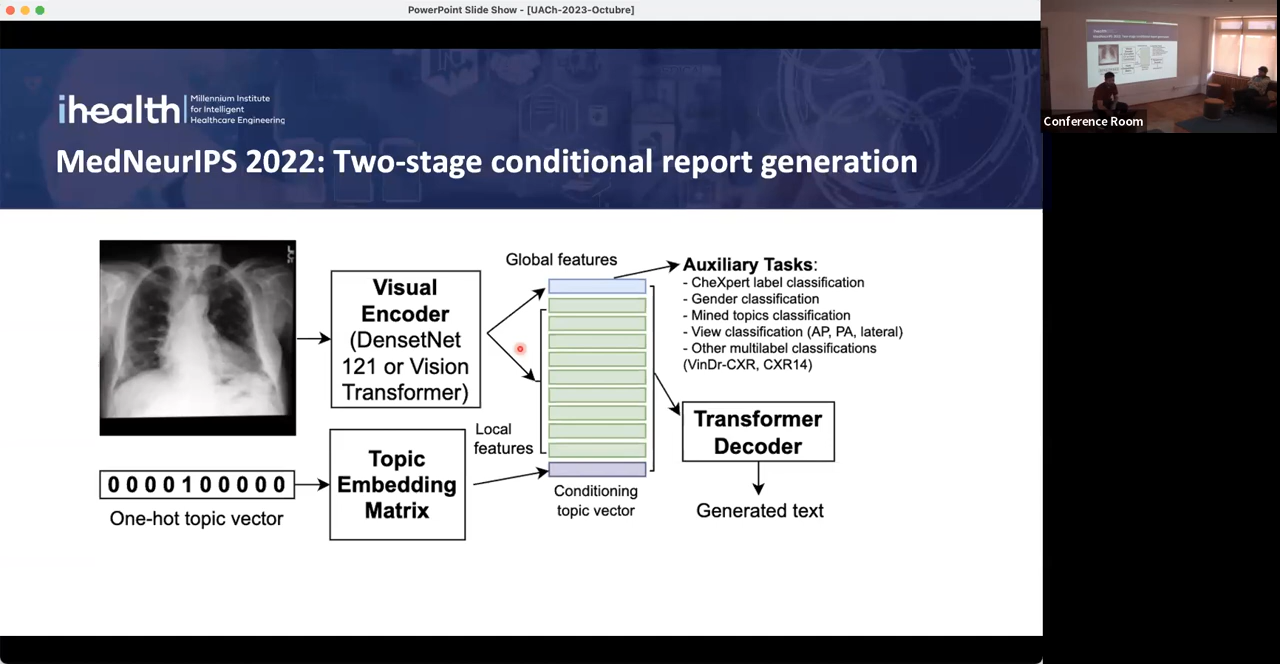 PowerPoint Slide Show - [UACh-2023-Octubre]
ihealth
Millennium Institute
for Intelligent
Healthcare Engineering
MedNeurIPS 2022: Two-stage conditional report generation
Conference Room
Visual
Encoder
(DensetNet
121 or Vision
Transformer)
Global features
Local
features
Auxiliary Tasks:
- CheXpert label classification
- Gender classification
- Mined topics classification
- View classification (AP, PA, lateral)
- Other multilabel classifications
(VinDr-CXR, CXR14)
Transformer
Decoder
Generated text
0 0 0 0 1 0 0 0 0 0
One-hot topic vector
Topic
Embedding
Matrix
Conditioning
topic vector